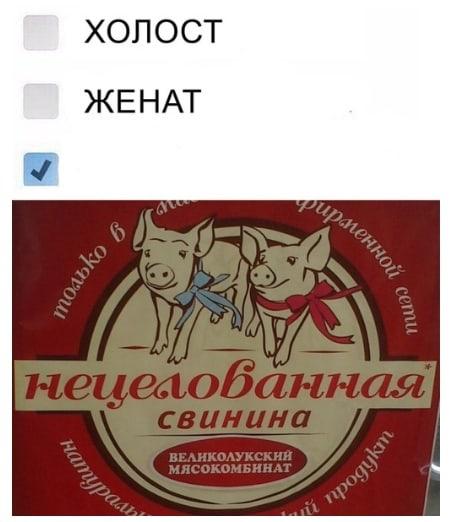 ХОЛОСТ
ЖЕНАТ
только в
фирменной сети
нецелованная*
свинина
ВЕЛИКОЛУКСКИЙ
МЯСОКОМБИНАТ
продукт